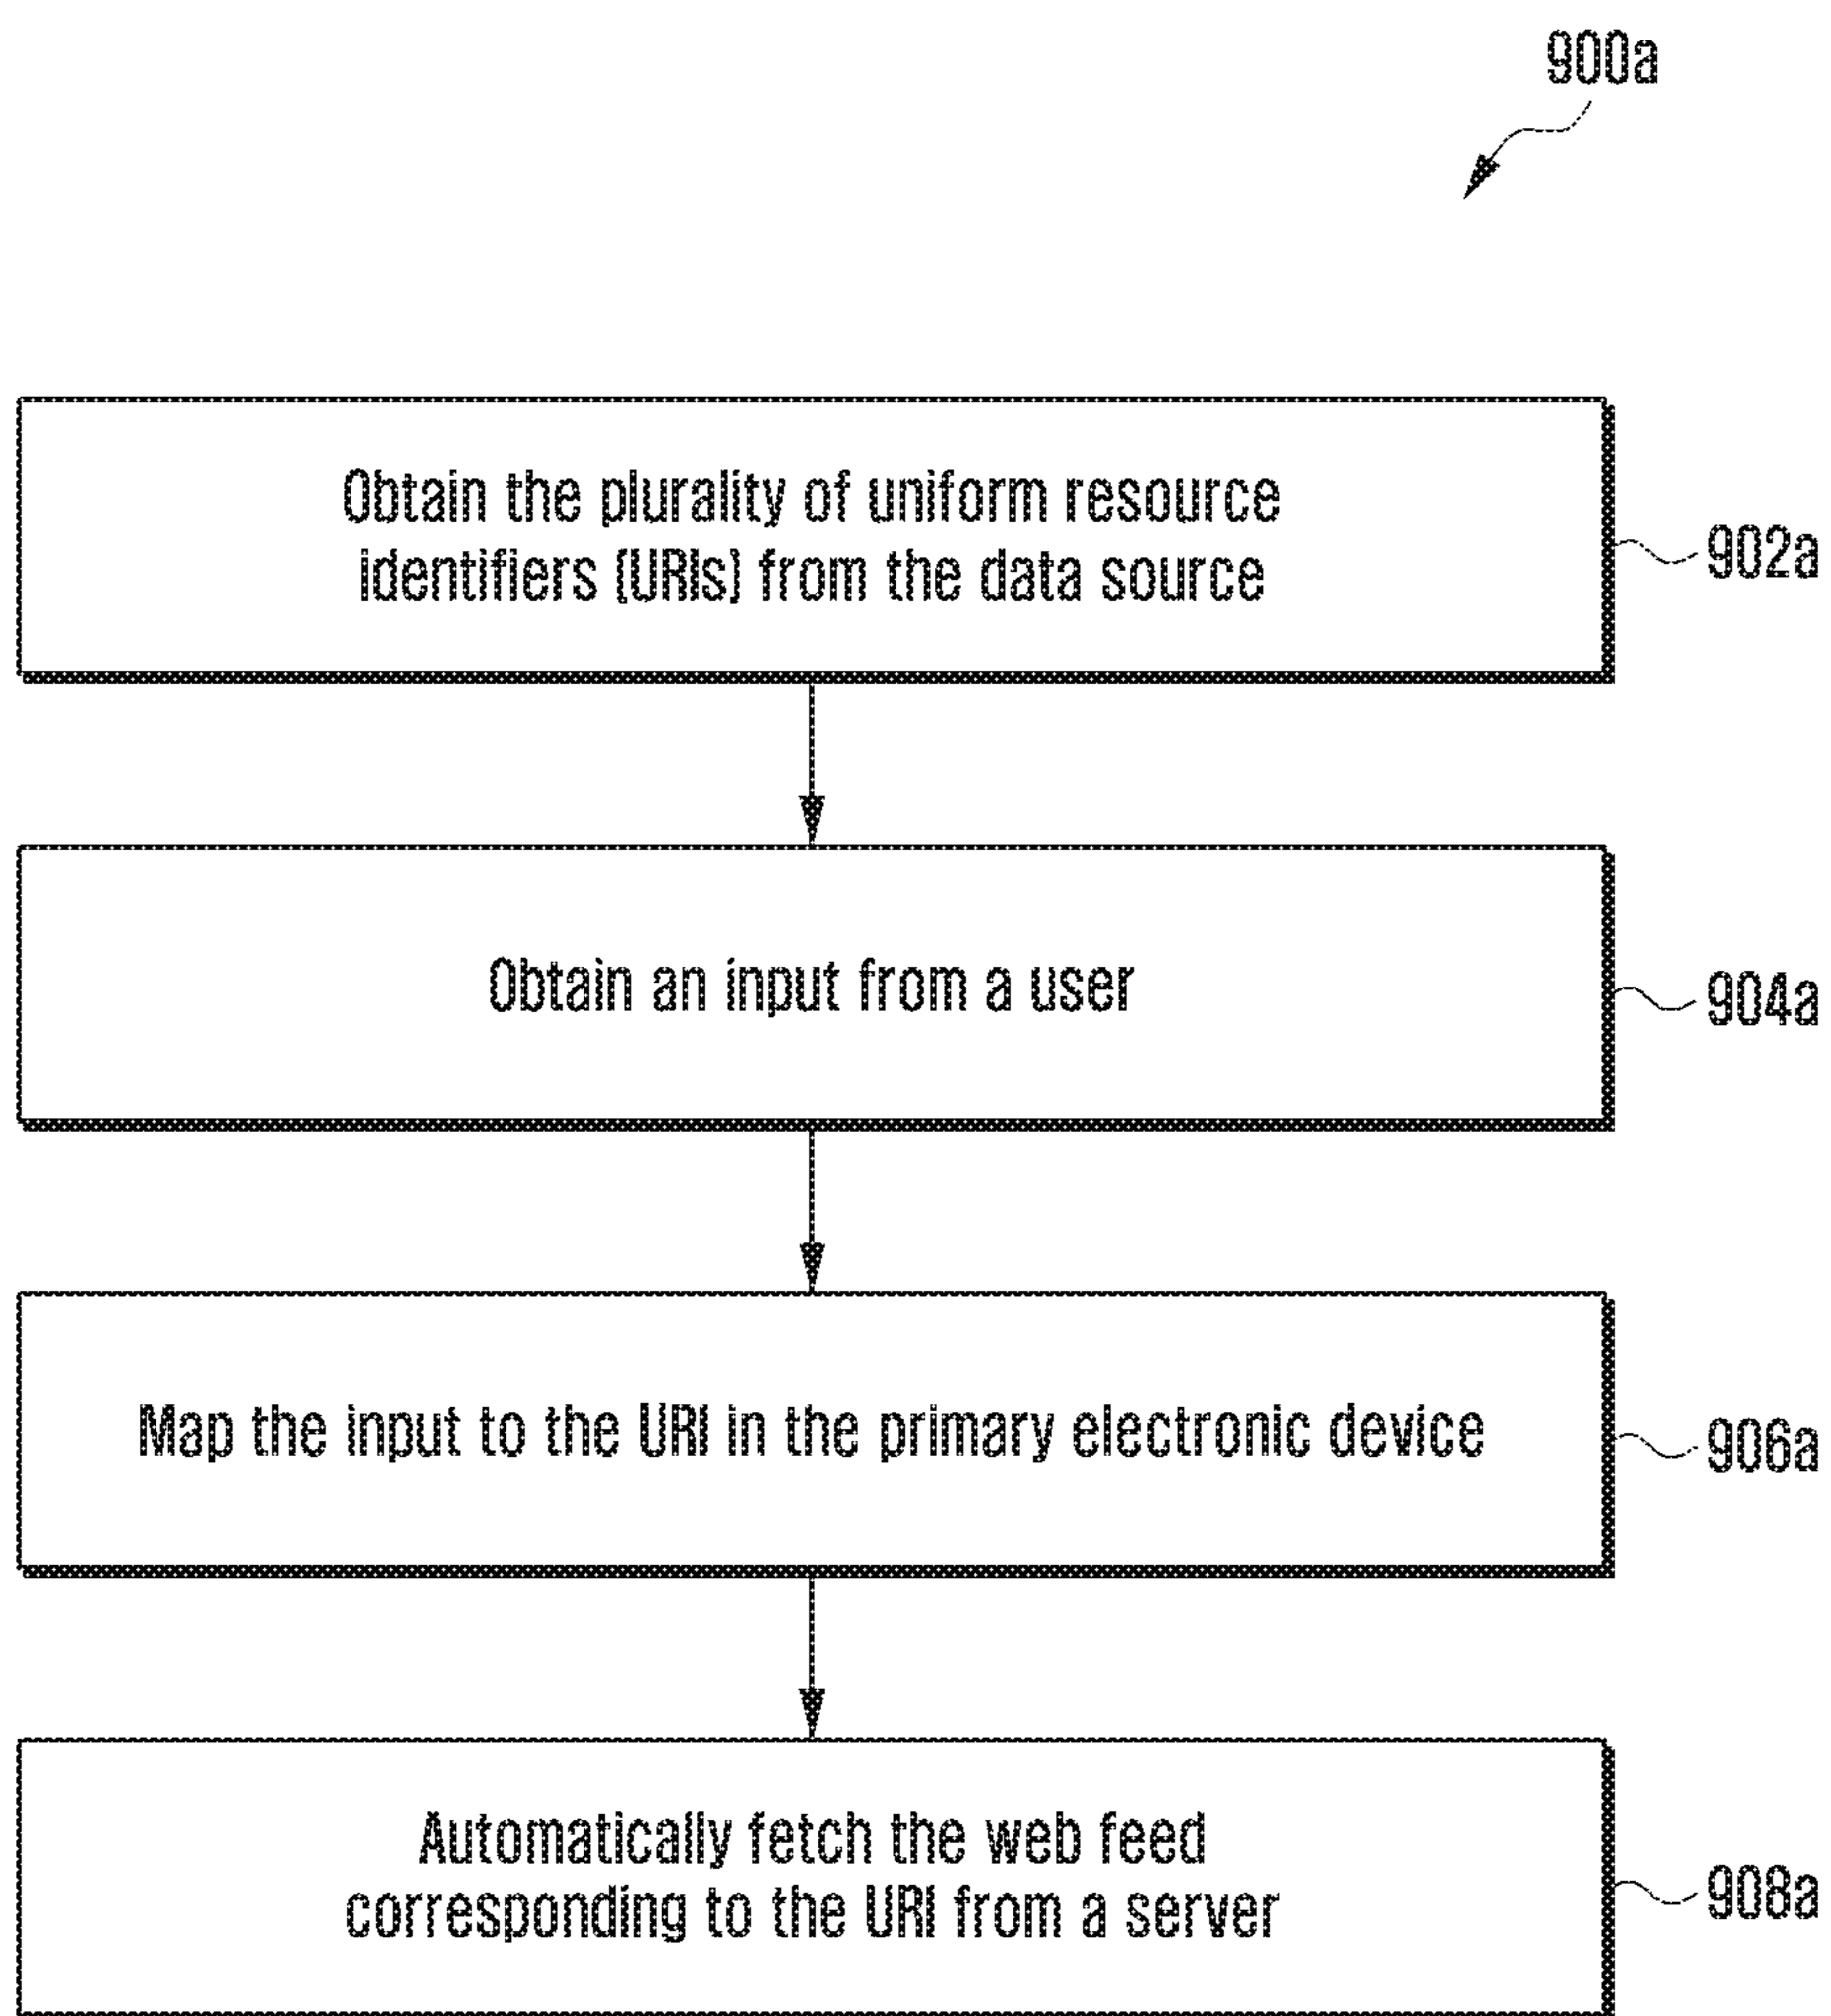 900a
Obtain the plurality of uniform resource
identifiers (URIs) from the data source
902a
Obtain an input from a user
904a
Map the input to the URI in the primary electronic device
906a
Automatically fetch the web feed
corresponding to the URI from a server
908a